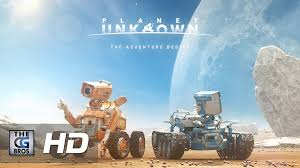 PLANET
UNKNOWN
THE ADVENTURE BEGINS
THE
CG
BROS
HD